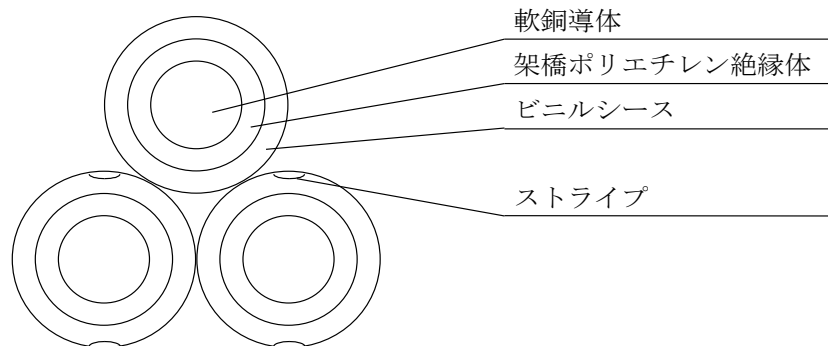 軟銅導体
架橋ポリエチレン絶縁体
ビニルシース
ストライプ